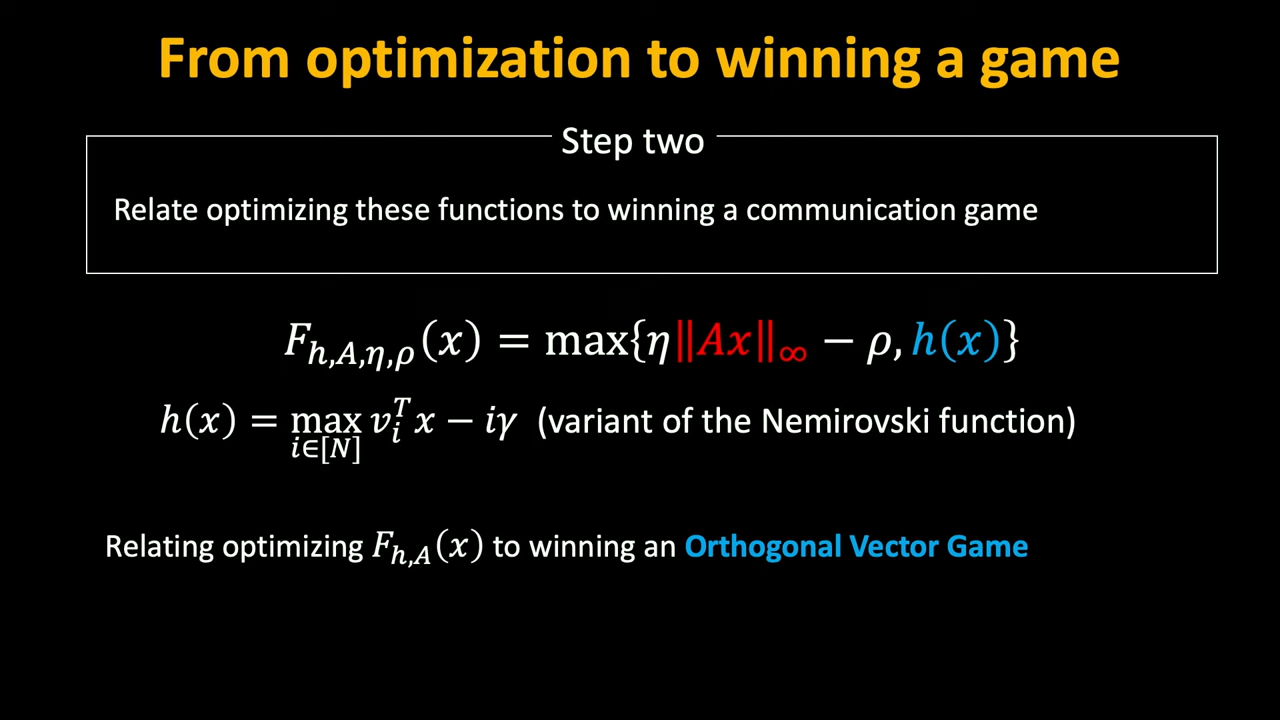 From optimization to winning a game
Step two
Relate optimizing these functions to winning a communication game
F_{h,A,η,ρ}(x) = max{η‖Ax‖_∞ − ρ, h(x)}
h(x) = max_{i∈[N]} v_i^T x − iγ (variant of the Nemirovski function)
Relating optimizing F_{h,A}(x) to winning an Orthogonal Vector Game